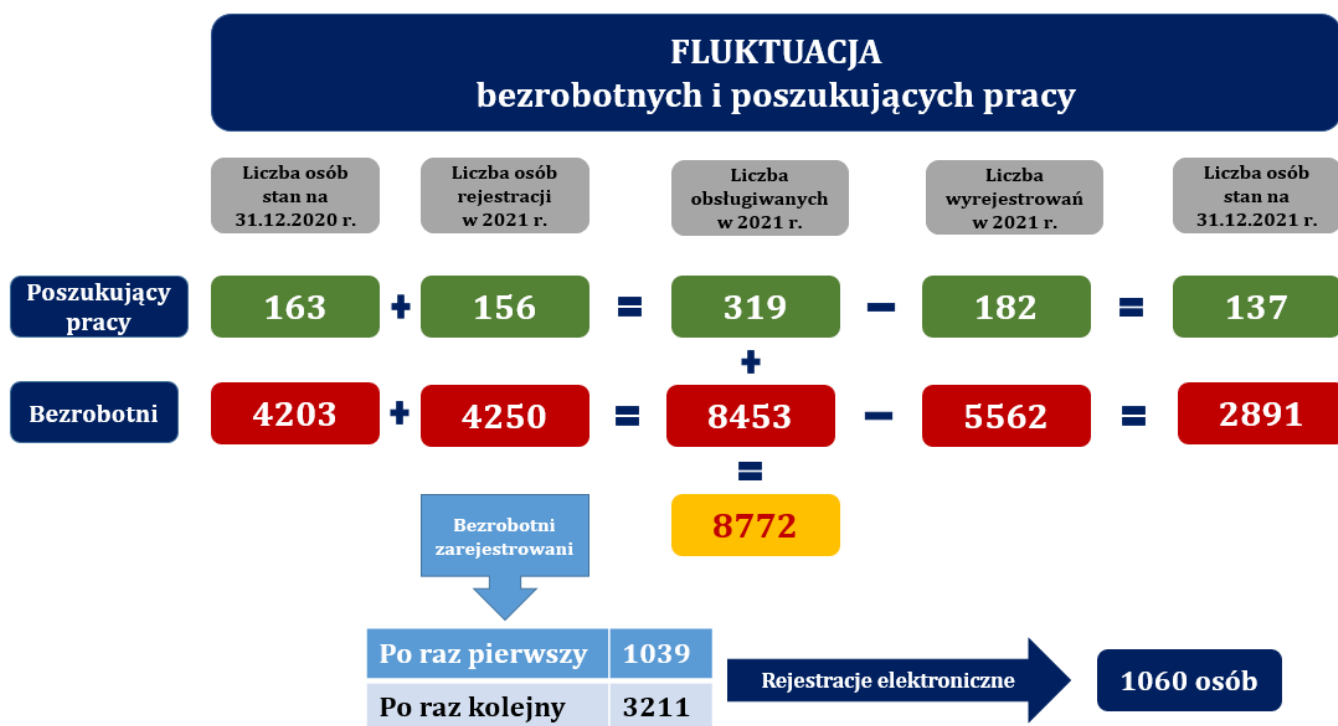 FLUKTUACJA
bezrobotnych i poszukujących pracy
Liczba osób
stan na
31.12.2020 r.
Liczba osób
rejestracji
w 2021 r.
Liczba
obsługiwanych
w 2021 r.
Liczba
wyrejestrowań
w 2021 r.
Liczba osób
stan na
31.12.2021 r.
Poszukujący
pracy
163 + 156 = 319 – 182 = 137
+
Bezrobotni
4203 + 4250 = 8453 – 5562 = 2891
=
8772
Bezrobotni
zarejestrowani
Po raz pierwszy 1039
Po raz kolejny 3211
Rejestracje elektroniczne
1060 osób